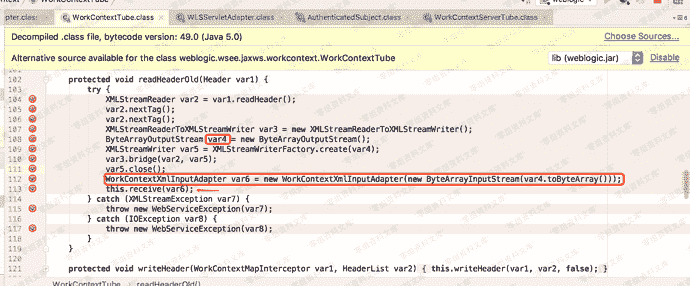 WorkContextTube
pter.class
WorkContextTube.class
WLSServletAdapter.class
AuthenticatedSubject.class
WorkContextServerTube.class
Decompiled .class file, bytecode version: 49.0 (Java 5.0)
Choose Sources...
Alternative source available for the class weblogic.wsee.jaxws.workcontext.WorkContextTube
lib (weblogic.jar)
Disable
102 protected void readHeaderOld(Header var1) {
103 try {
104 XMLStreamReader var2 = var1.readHeader();
105 var2.nextTag();
106 var2.nextTag();
107 XMLStreamReaderToXMLStreamWriter var3 = new XMLStreamReaderToXMLStreamWriter();
108 ByteArrayOutputStream var4 = new ByteArrayOutputStream();
109 XMLStreamWriter var5 = XMLStreamWriterFactory.create(var4);
110 var3.bridge(var2, var5);
111 var5.close();
112 WorkContextXmlInputAdapter var6 = new WorkContextXmlInputAdapter(new ByteArrayInputStream(var4.toByteArray()));
113 this.receive(var6);
114 } catch (XMLStreamException var7) {
115 throw new WebServiceException(var7);
116 } catch (IOException var8) {
117 throw new WebServiceException(var8);
118 }
119 }
120
121 protected void writeHeader(WorkContextMapInterceptor var1, HeaderList var2) { this.writeHeader(var1, var2, false); }
WorkContextTube
readHeaderOld()